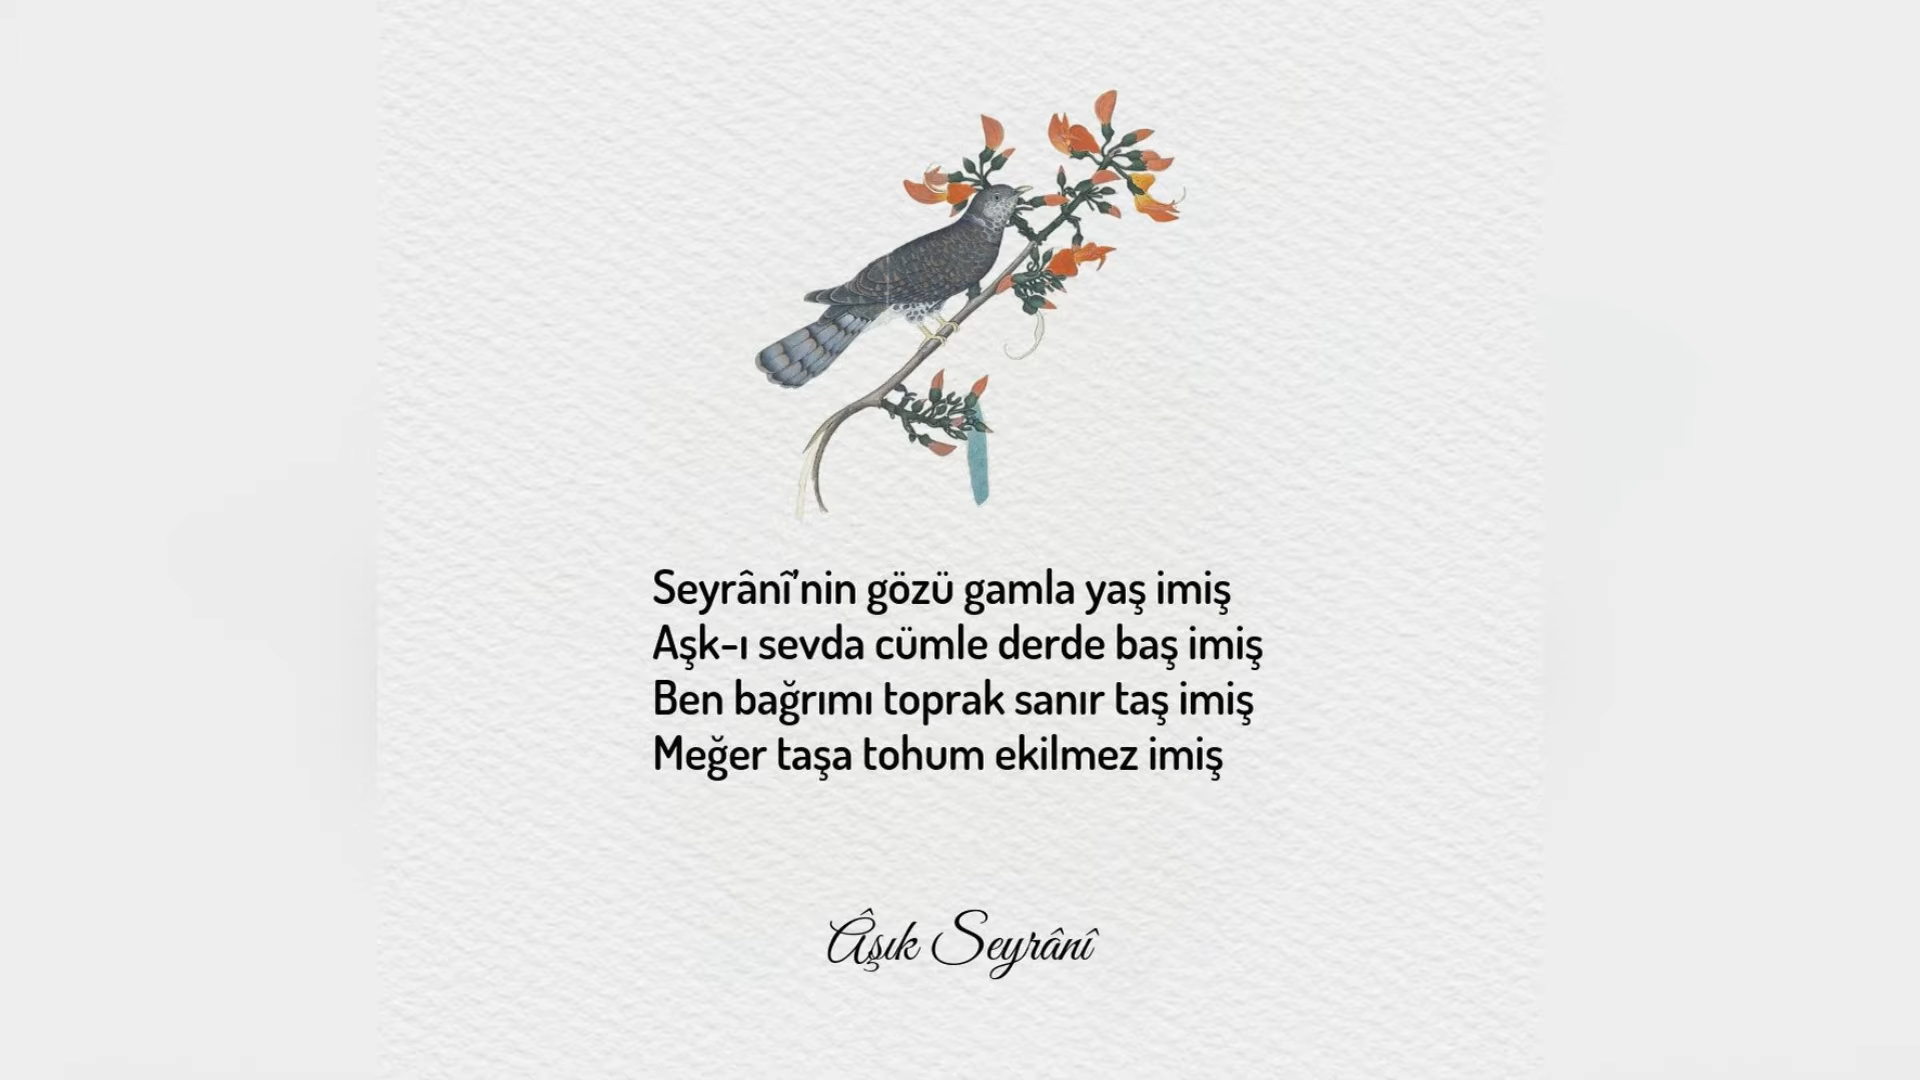 Seyrânî'nin gözü gamla yaş imiş
Aşk-ı sevda cümle derde baş imiş
Ben bağrımı toprak sanır taş imiş
Meğer taşa tohum ekilmez imiş
Âşık Seyrânî